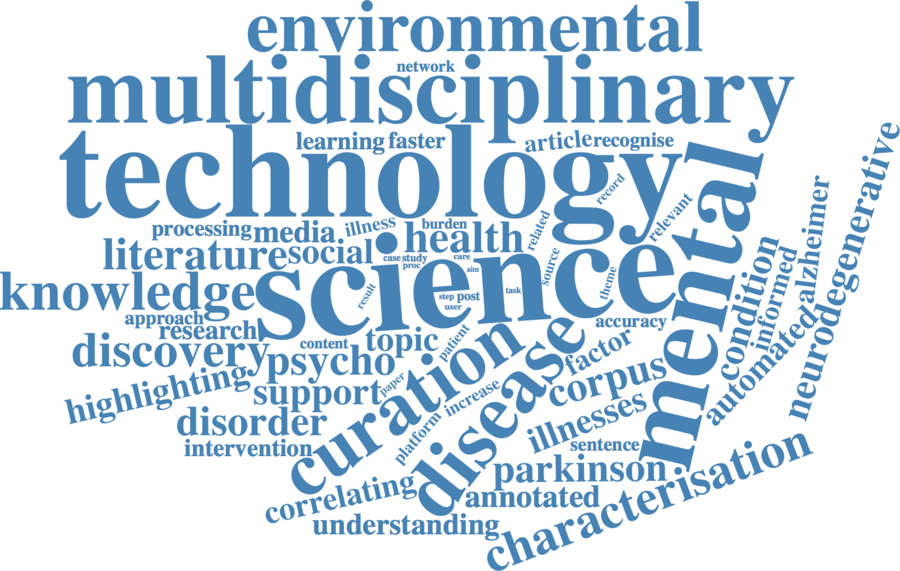 environmental
network
multidisciplinary
learning faster
article recognise
technology
record
relevant
mental
neurodegenerative
alzheimer
processing media illness burden
related
literature social health
case study care
proc aim
source
theme
science
knowledge
result
step post task
user
condition
informed
automated
approach
research
accuracy
discovery
content topic patient
psycho
curation
disease
factor
highlighting
support paper
corpus
increase
platform
disorder
illnesses
intervention
sentence
parkinson
correlating
annotated
characterisation
understanding